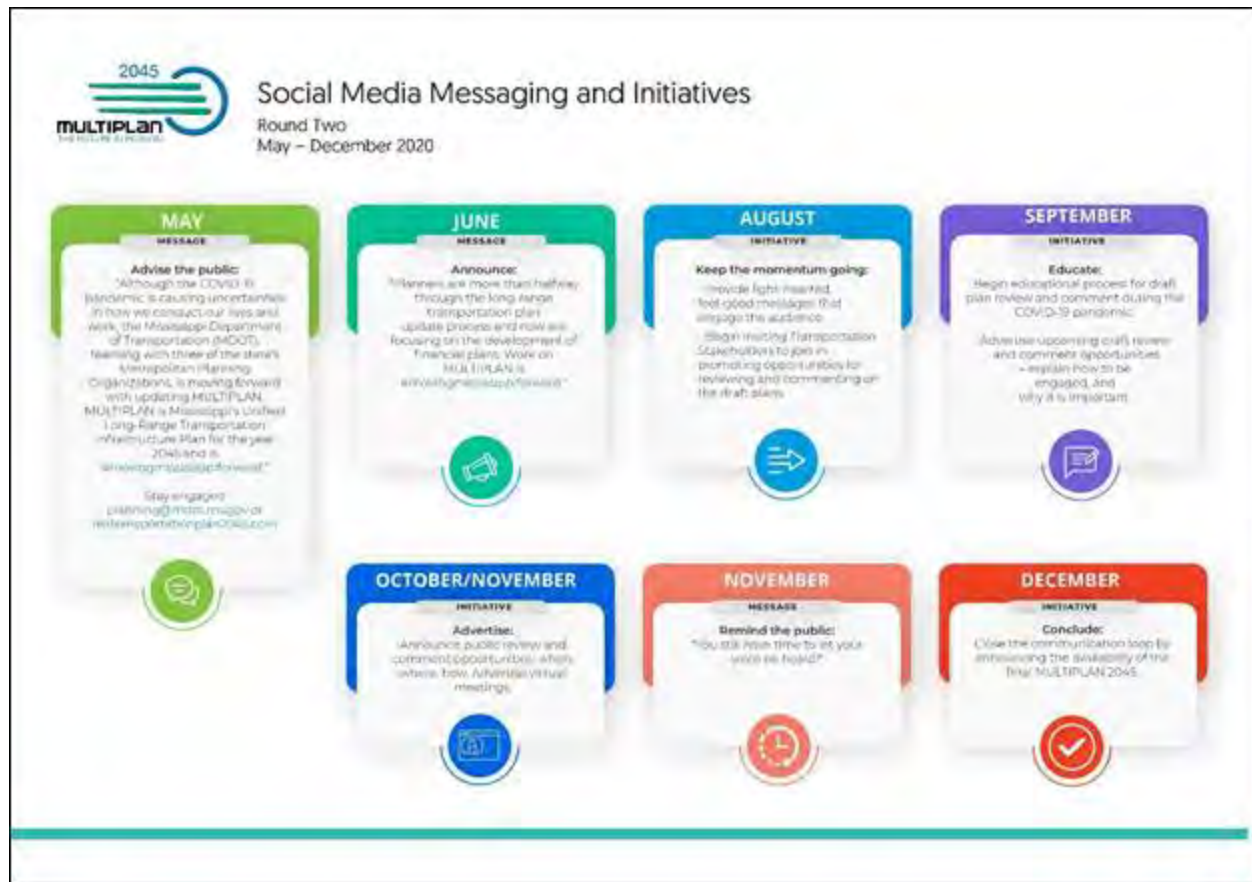 2045
MULTIPLAN
Social Media Messaging and Initiatives
Round Two
May – December 2020
MAY
MESSAGE
Advise the public:
"Although the COVID-19
pandemic is causing uncertainties
in how we conduct our lives and
work, the Mississippi Department
of Transportation (MDOT),
teaming with three of the state's
Metropolitan Planning
Organizations, is moving forward
with updating MULTIPLAN.
MULTIPLAN is Mississippi's Unified
Long-Range Transportation
Infrastructure Plan for the year
2045 and is
#movingmississippiforward."
Stay engaged
planning@mdot.ms.gov or
mstransportationplan2045.com
JUNE
MESSAGE
Announce:
"Planners are more than halfway
through the long-range
transportation plan
update process and now are
focusing on the development of
financial plans. Work on
MULTIPLAN is
#movingmississippiforward."
AUGUST
INITIATIVE
Keep the momentum going:
- Provide light-hearted,
feel good messages that
engage the audience
- Begin inviting Transportation
Stakeholders to join in
promoting opportunities for
reviewing and commenting on
the draft plans
SEPTEMBER
INITIATIVE
Educate:
Begin educational process for draft
plan review and comment during the
COVID-19 pandemic.
Advertise upcoming draft review
and comment opportunities
– explain how to be
engaged, and
why it is important
OCTOBER/NOVEMBER
INITIATIVE
Advertise:
Announce public review and
comment opportunities: when,
where, how. Advertise virtual
meetings.
NOVEMBER
MESSAGE
Remind the public:
"You still have time to let your
voice be heard!"
DECEMBER
INITIATIVE
Conclude:
Close the communication loop by
announcing the availability of the
final MULTIPLAN 2045